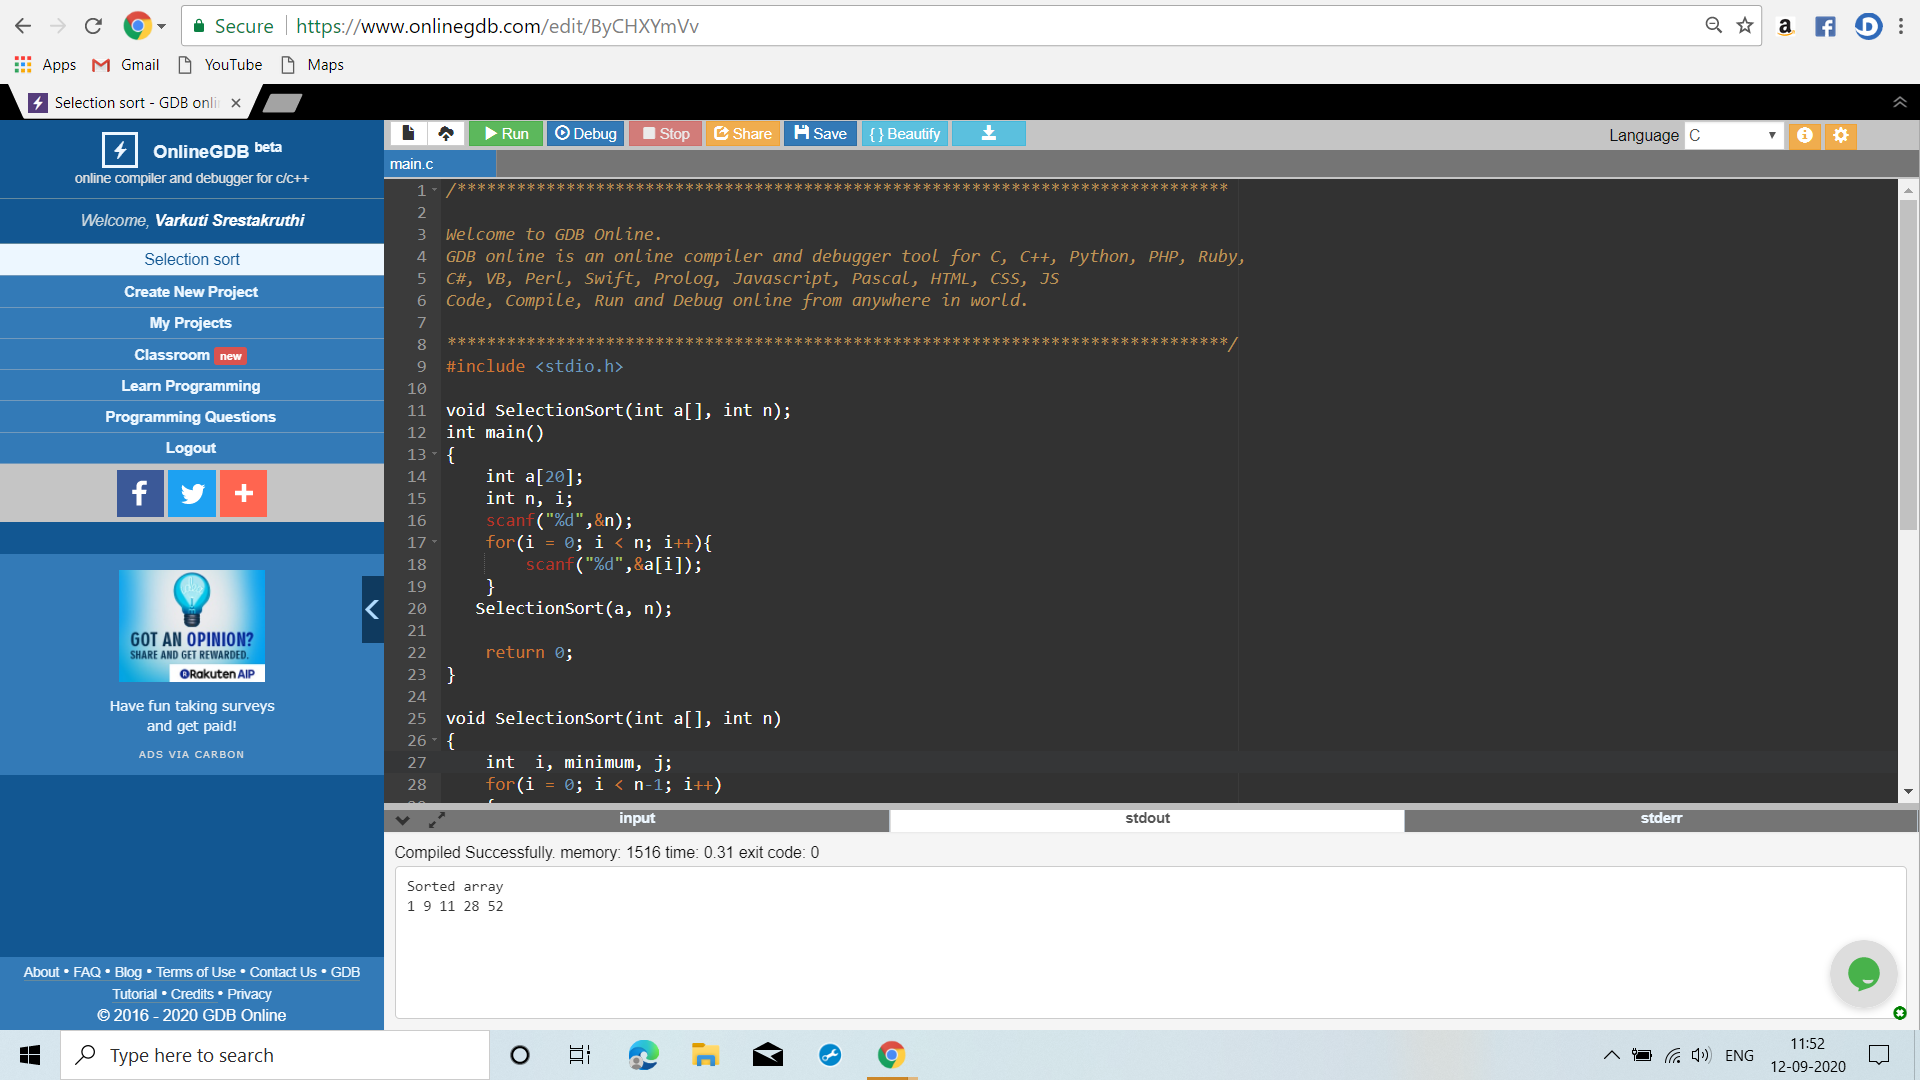 Secure https://www.onlinegdb.com/edit/ByCHXYmVv
Apps Gmail YouTube Maps
Selection sort - GDB onli
OnlineGDB beta
online compiler and debugger for c/c++
Welcome, Varkuti Srestakruthi
Selection sort
Create New Project
My Projects
Classroom new
Learn Programming
Programming Questions
Logout
GOT AN OPINION?
SHARE AND GET REWARDED.
Rakuten AIP
Have fun taking surveys
and get paid!
ADS VIA CARBON
About • FAQ • Blog • Terms of Use • Contact Us • GDB
Tutorial • Credits • Privacy
© 2016 - 2020 GDB Online
Run Debug Stop Share Save { } Beautify Language C
main.c
1 /******************************************************************************
2
3 Welcome to GDB Online.
4 GDB online is an online compiler and debugger tool for C, C++, Python, PHP, Ruby,
5 C#, VB, Perl, Swift, Prolog, Javascript, Pascal, HTML, CSS, JS
6 Code, Compile, Run and Debug online from anywhere in world.
7
8 *******************************************************************************/
9 #include <stdio.h>
10
11 void SelectionSort(int a[], int n);
12 int main()
13 {
14 int a[20];
15 int n, i;
16 scanf("%d",&n);
17 for(i = 0; i < n; i++){
18 scanf("%d",&a[i]);
19 }
20 SelectionSort(a, n);
21
22 return 0;
23 }
24
25 void SelectionSort(int a[], int n)
26 {
27 int i, minimum, j;
28 for(i = 0; i < n-1; i++)
input stdout stderr
Compiled Successfully. memory: 1516 time: 0.31 exit code: 0
Sorted array
1 9 11 28 52
Type here to search
ENG
11:52
12-09-2020